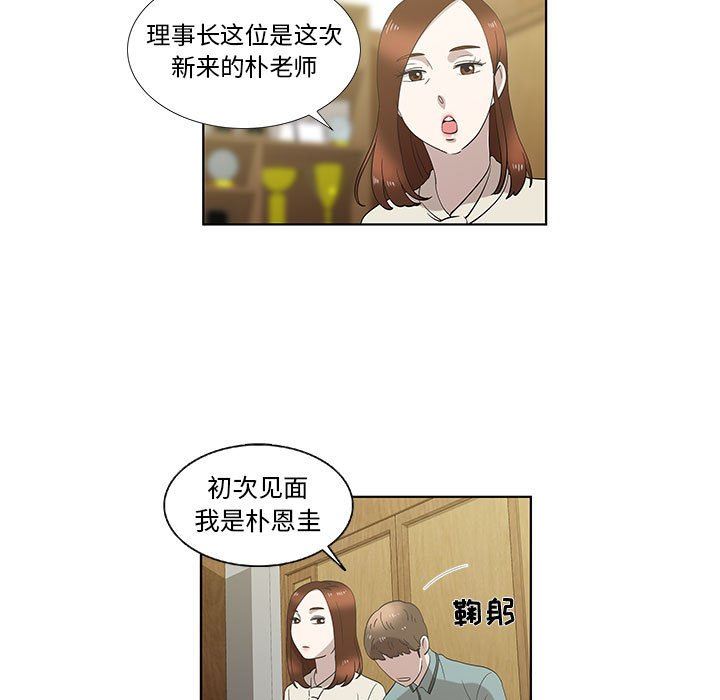 理事长这位是这次
新来的朴老师
初次见面
我是朴恩圭
鞠躬